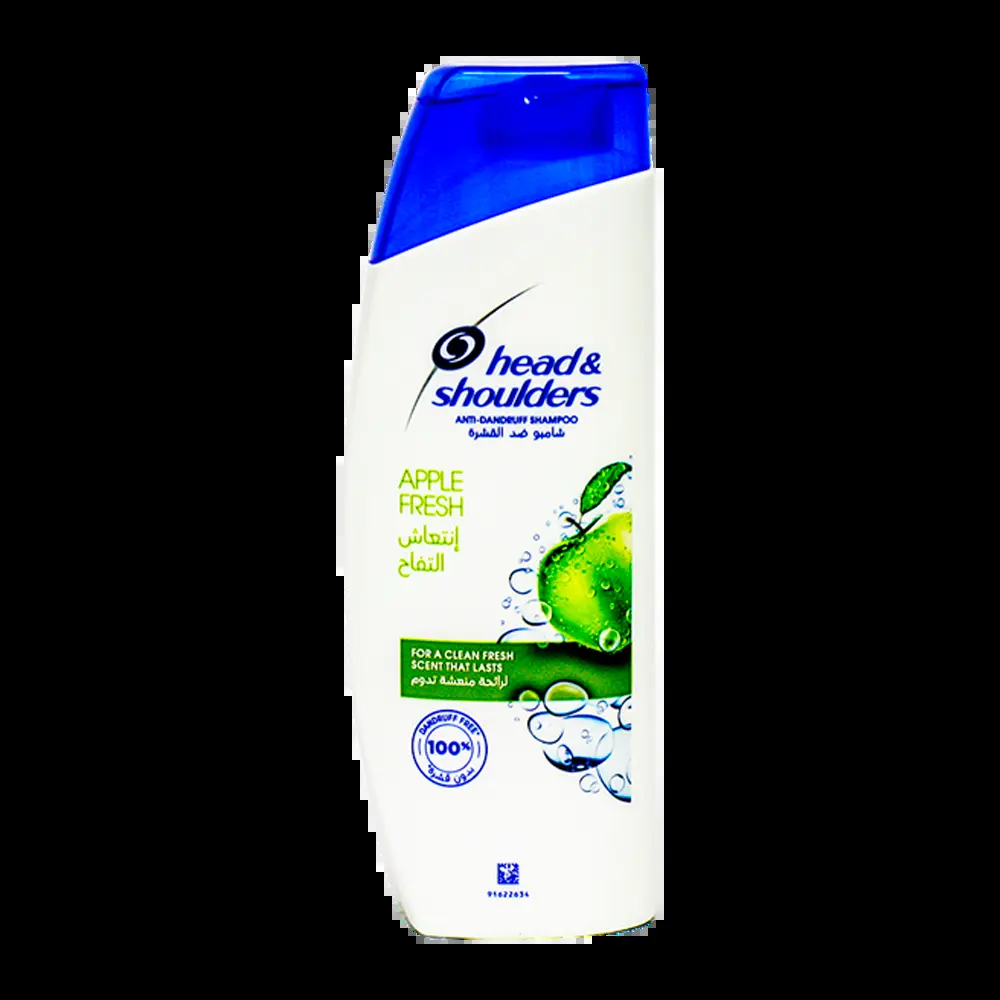 head &
shoulders
ANTI-DANDRUFF SHAMPOO
شامبو ضد القشرة
APPLE
FRESH
إنتعاش
التفاح
FOR A CLEAN FRESH
SCENT THAT LASTS
لرائحة منعشة تدوم
DANDRUFF FREE*
100%
بدون قشرة*
91622634